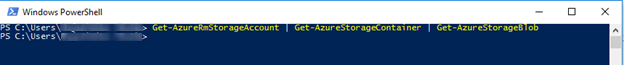 Windows PowerShell
PS C:\Users\ > Get-AzureRmStorageAccount | Get-AzureStorageContainer | Get-AzureStorageBlob
PS C:\Users\ >